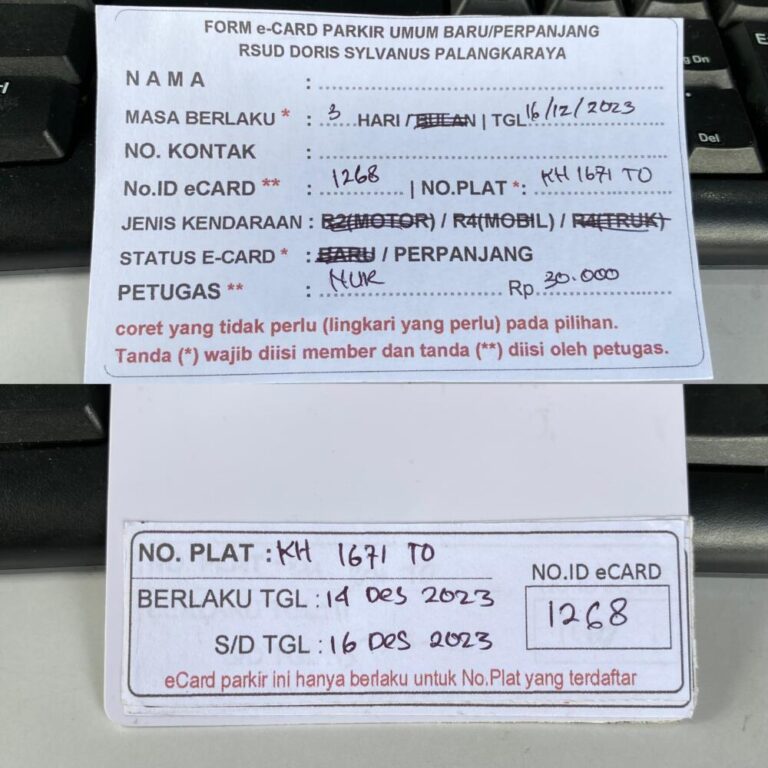 FORM e-CARD PARKIR UMUM BARU/PERPANJANG
RSUD DORIS SYLVANUS PALANGKARAYA
NAMA :
MASA BERLAKU * : 3 HARI / BULAN | TGL 16/12/2023
NO. KONTAK :
No.ID eCARD ** : 1268 | NO.PLAT *: KH 1671 TO
JENIS KENDARAAN : R2(MOTOR) / R4(MOBIL) / R4(TRUK)
STATUS E-CARD * : BARU / PERPANJANG
PETUGAS ** : NUR Rp. 30.000
coret yang tidak perlu (lingkari yang perlu) pada pilihan.
Tanda (*) wajib diisi member dan tanda (**) diisi oleh petugas.
Del
NO. PLAT : KH 1671 TO
BERLAKU TGL : 14 DES 2023
S/D TGL : 16 DES 2023
NO.ID eCARD
1268
eCard parkir ini hanya berlaku untuk No.Plat yang terdaftar